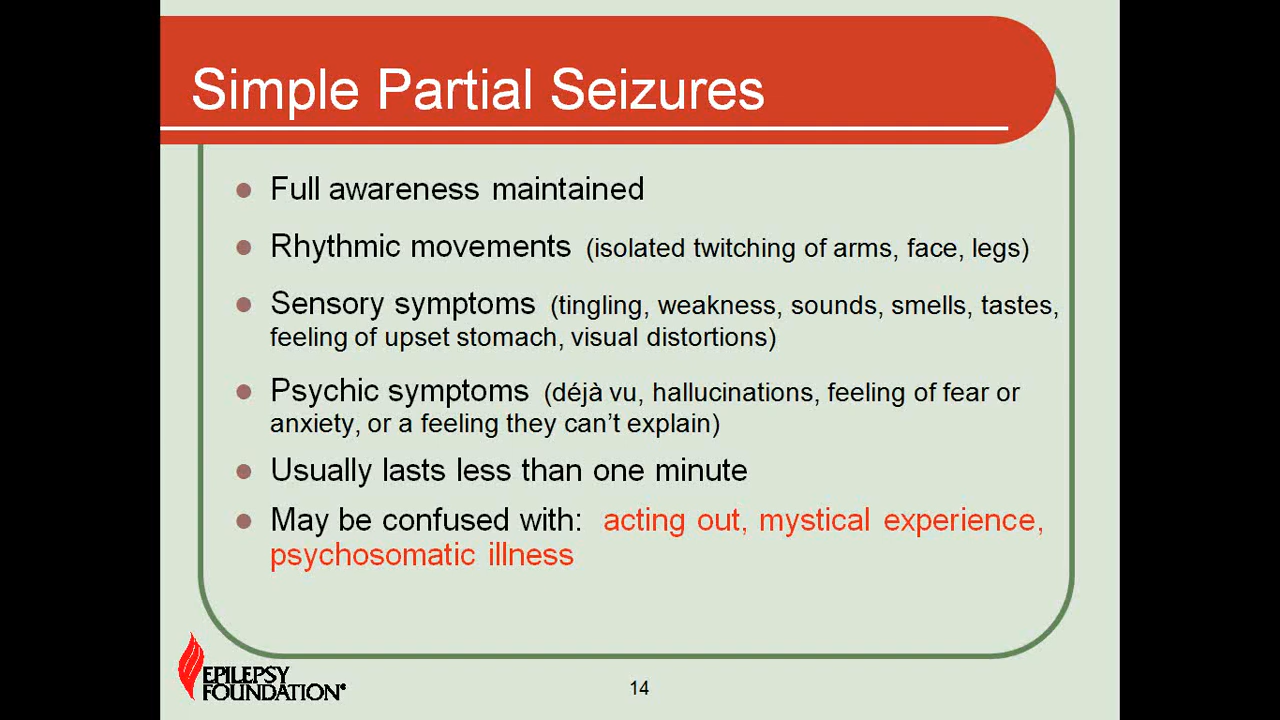 Simple Partial Seizures
Full awareness maintained
Rhythmic movements (isolated twitching of arms, face, legs)
Sensory symptoms (tingling, weakness, sounds, smells, tastes,
feeling of upset stomach, visual distortions)
Psychic symptoms (déjà vu, hallucinations, feeling of fear or
anxiety, or a feeling they can’t explain)
Usually lasts less than one minute
May be confused with: acting out, mystical experience,
psychosomatic illness
EPILEPSY
FOUNDATION®
14